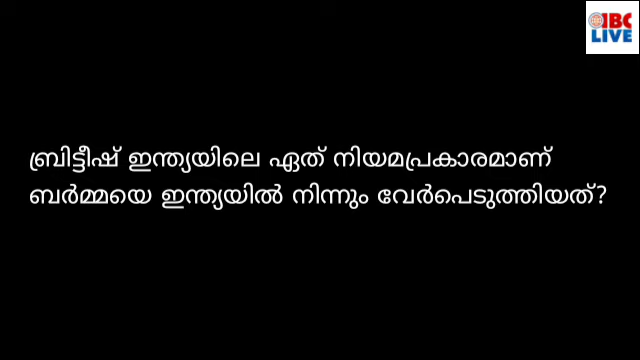 IBC
LIVE
ബ്രിട്ടീഷ് ഇന്ത്യയിലെ ഏത് നിയമപ്രകാരമാണ്
ബർമ്മയെ ഇന്ത്യയിൽ നിന്നും വേർപെടുത്തിയത്?